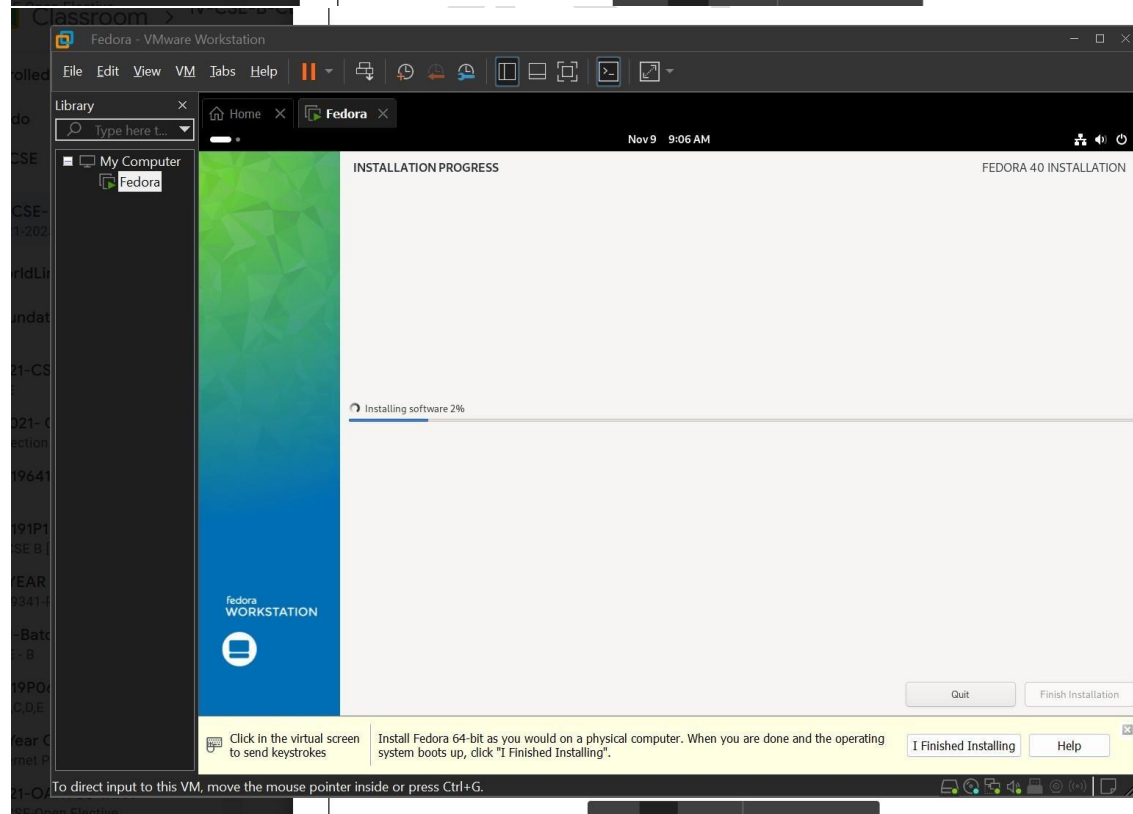 Classroom >
Fedora - VMware Workstation
File Edit View VM Tabs Help
Library
Home
Fedora
Type here t...
Nov 9 9:06 AM
My Computer
Fedora
INSTALLATION PROGRESS
FEDORA 40 INSTALLATION
Installing software 2%
fedora
WORKSTATION
Quit
Finish Installation
Click in the virtual screen
to send keystrokes
Install Fedora 64-bit as you would on a physical computer. When you are done and the operating
system boots up, click "I Finished Installing".
I Finished Installing
Help
To direct input to this VM, move the mouse pointer inside or press Ctrl+G.